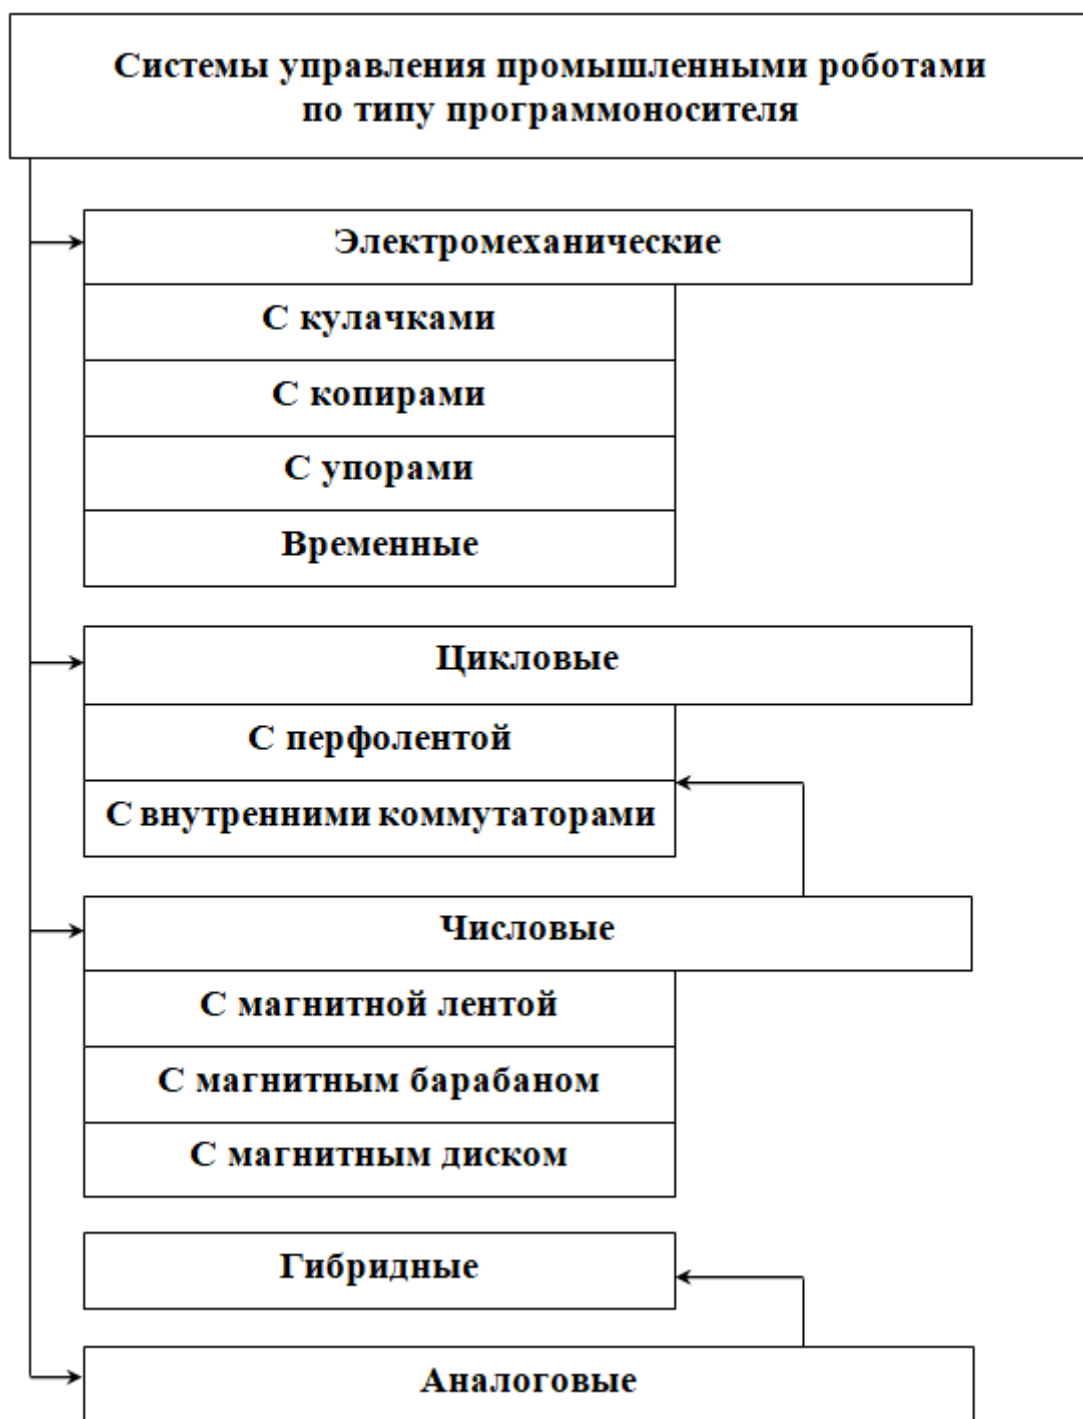 Системы управления промышленными роботами
по типу программоносителя
Электромеханические
С кулачками
С копирами
С упорами
Временные
Цикловые
С перфолентой
С внутренними коммутаторами
Числовые
С магнитной лентой
С магнитным барабаном
С магнитным диском
Гибридные
Аналоговые